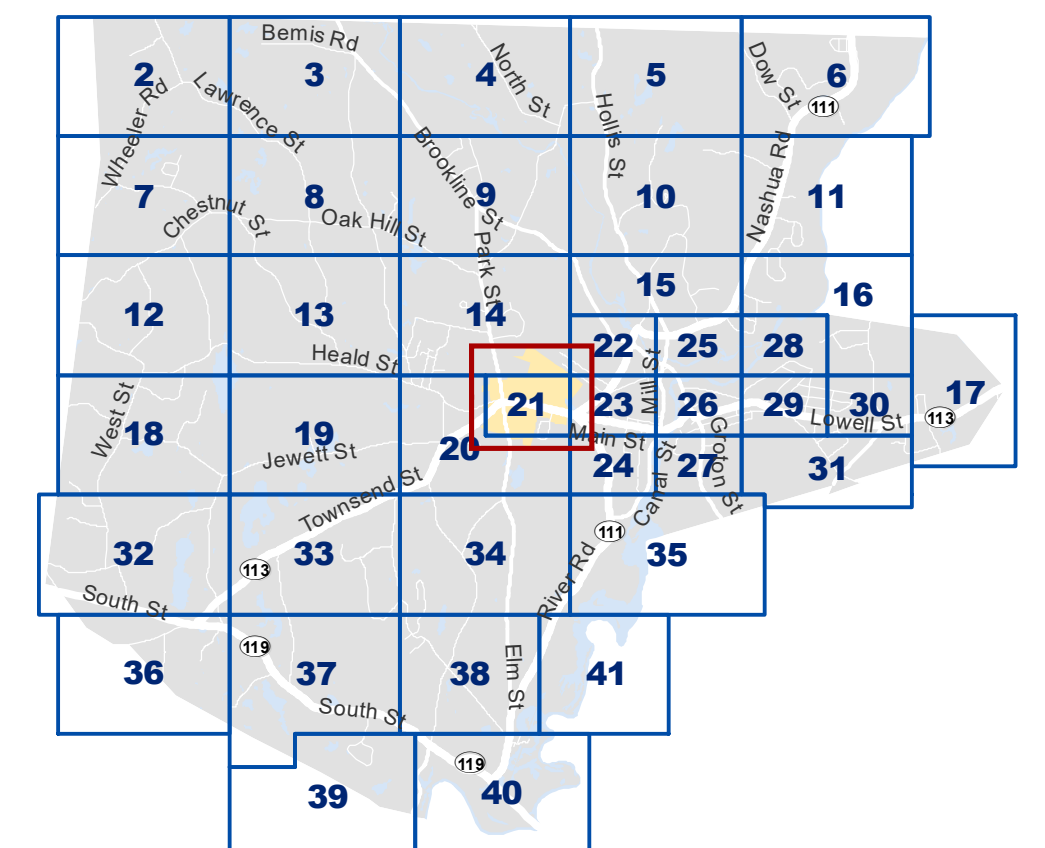 Bemis Rd
2
3
4
5
6
North St
Dow St
Wheeler Rd
Lawrence St
Hollis St
111
Brookline St
Nashua Rd
7
8
9
10
11
Chestnut St
Oak Hill St
Park St
12
13
14
15
16
Heald St
22
Mill St
25
28
West St
18
19
20
21
23
26
29
30
17
Lowell St
113
Jewett St
Main St
24
27
31
Canal St
Groton St
Townsend St
32
33
34
111
35
113
River Rd
South St
119
36
37
38
Elm St
41
South St
119
39
40